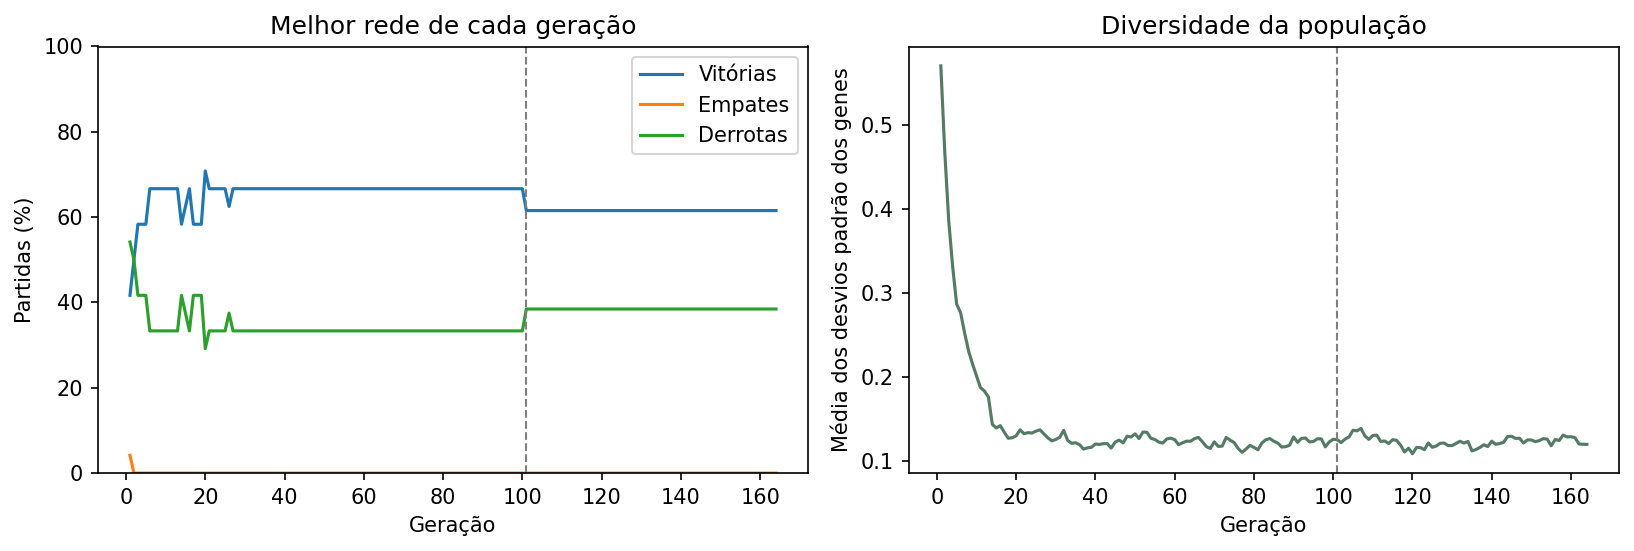 Melhor rede de cada geração
Partidas (%)
100
80
60
40
20
0
Vitórias
Empates
Derrotas
0 20 40 60 80 100 120 140 160
Geração
Diversidade da população
Média dos desvios padrão dos genes
0.5
0.4
0.3
0.2
0.1
0 20 40 60 80 100 120 140 160
Geração